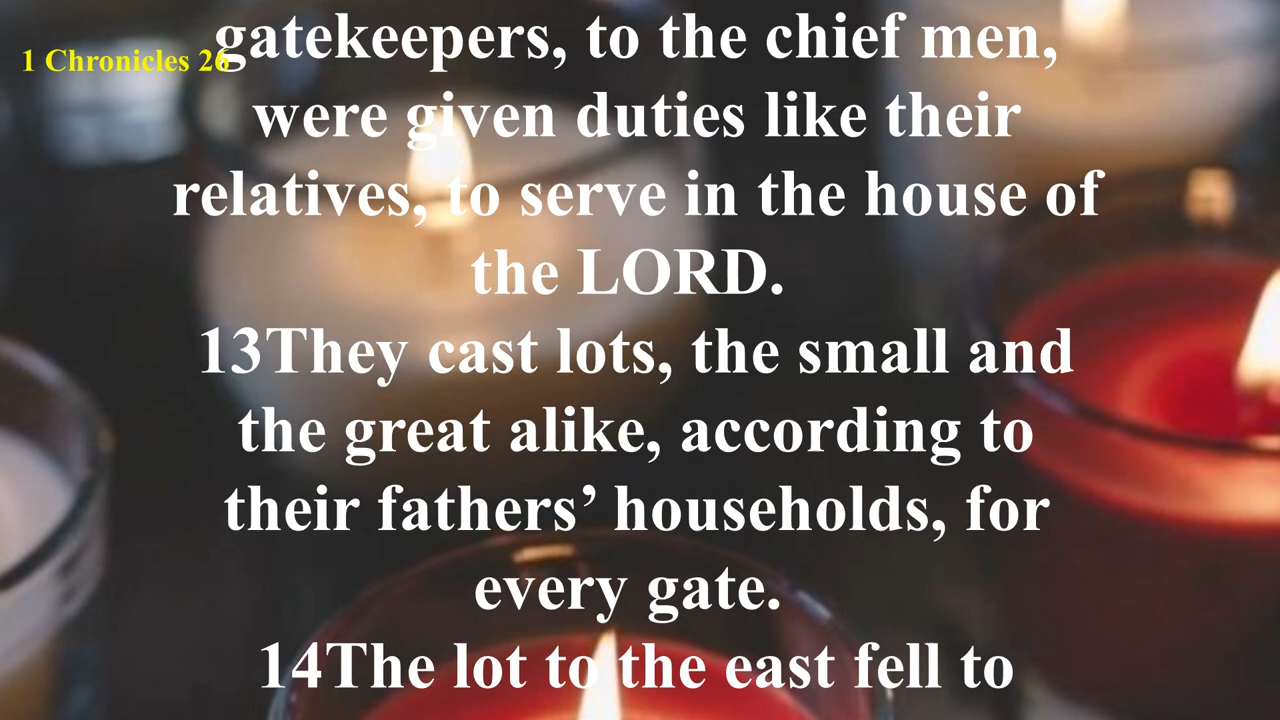 1 Chronicles 26
gatekeepers, to the chief men,
were given duties like their
relatives, to serve in the house of
the LORD.
13They cast lots, the small and
the great alike, according to
their fathers’ households, for
every gate.
14The lot to the east fell to